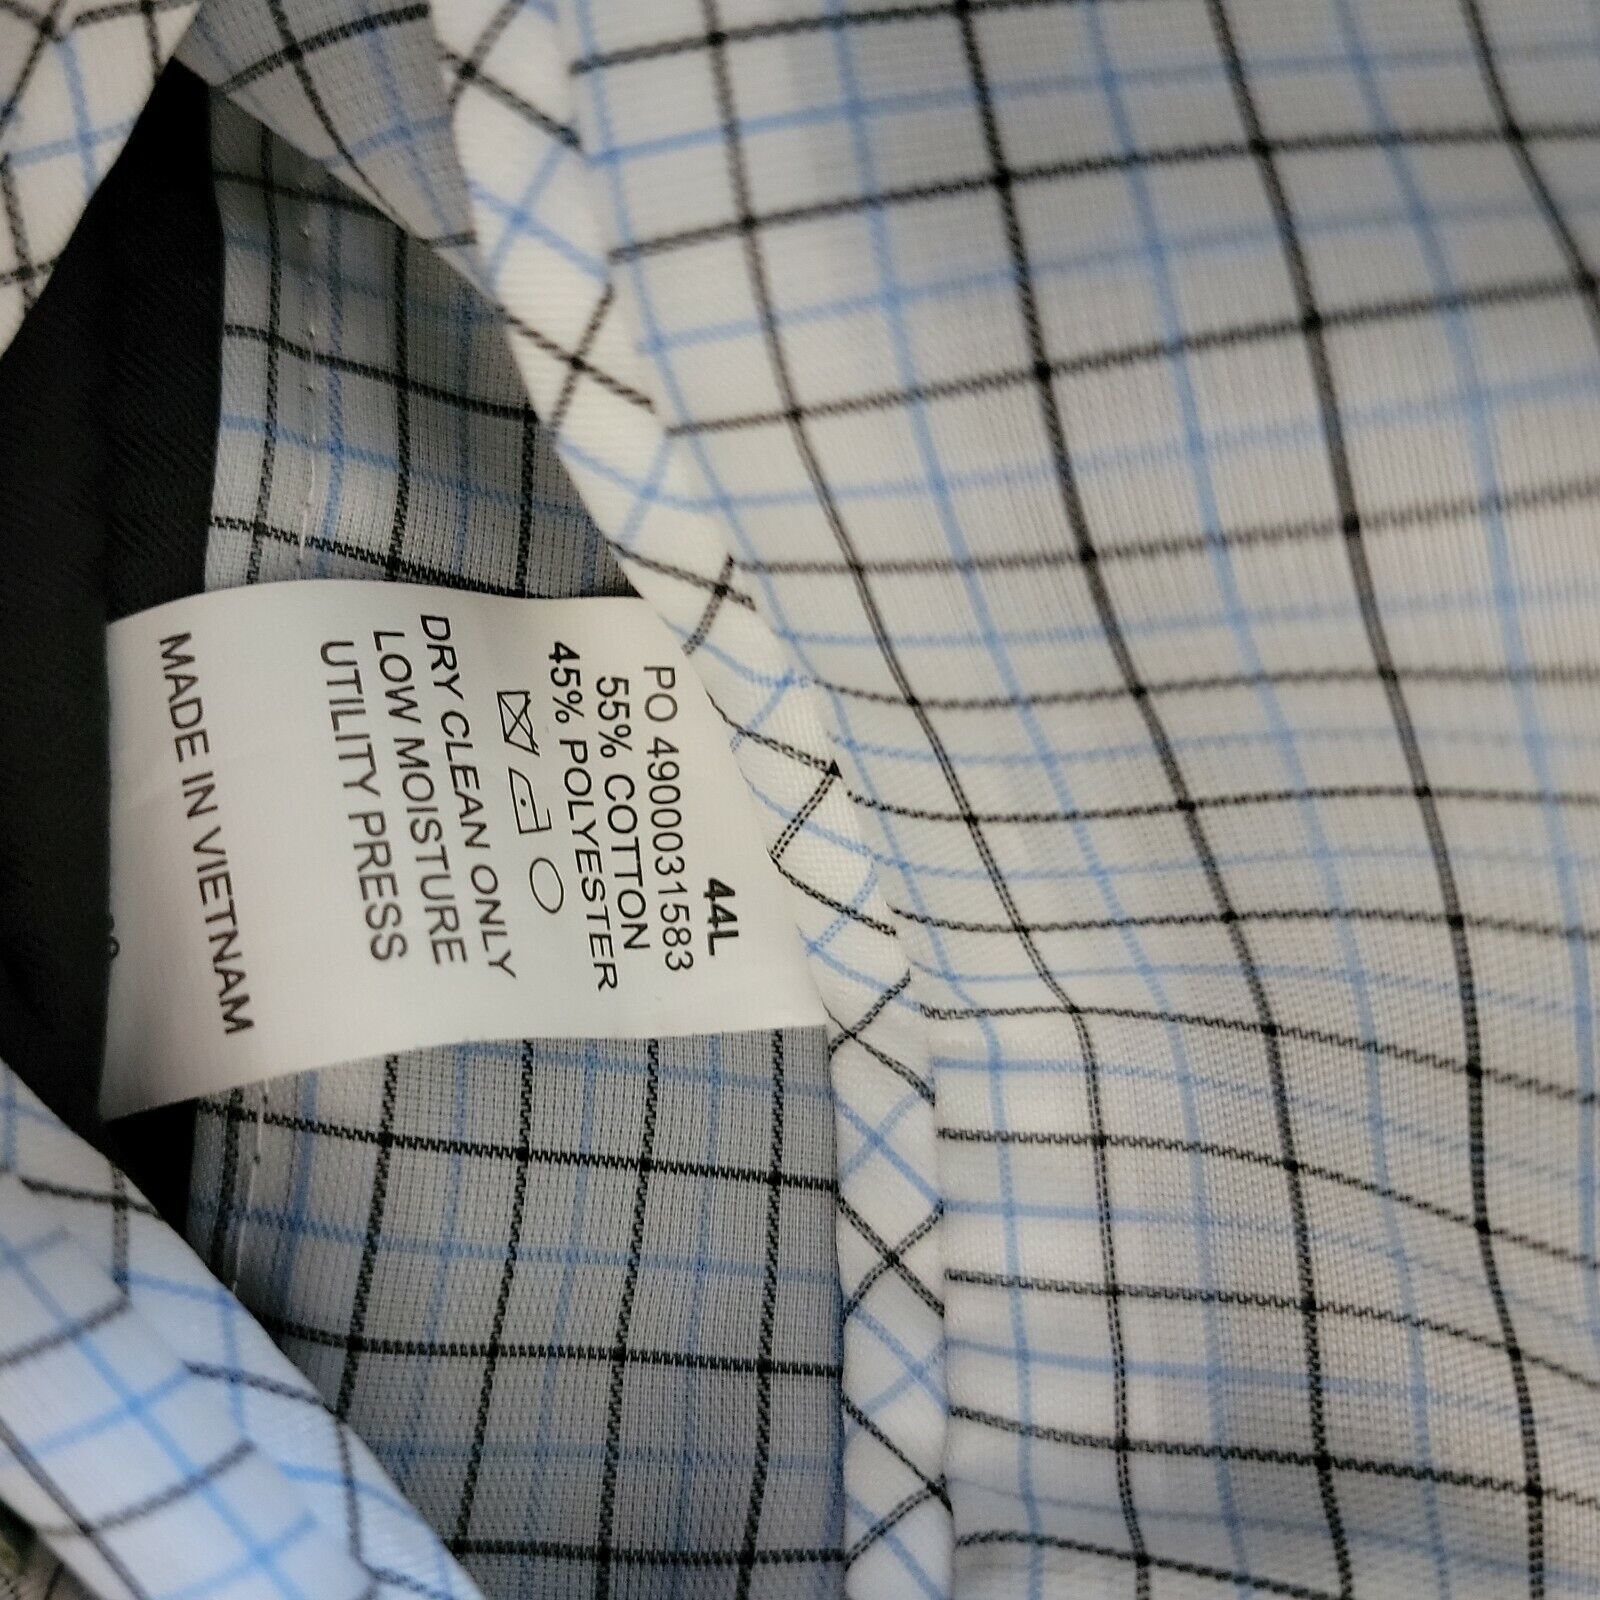 44L
PO 4900031583
55% COTTON
45% POLYESTER
DRY CLEAN ONLY
LOW MOISTURE
UTILITY PRESS
MADE IN VIETNAM